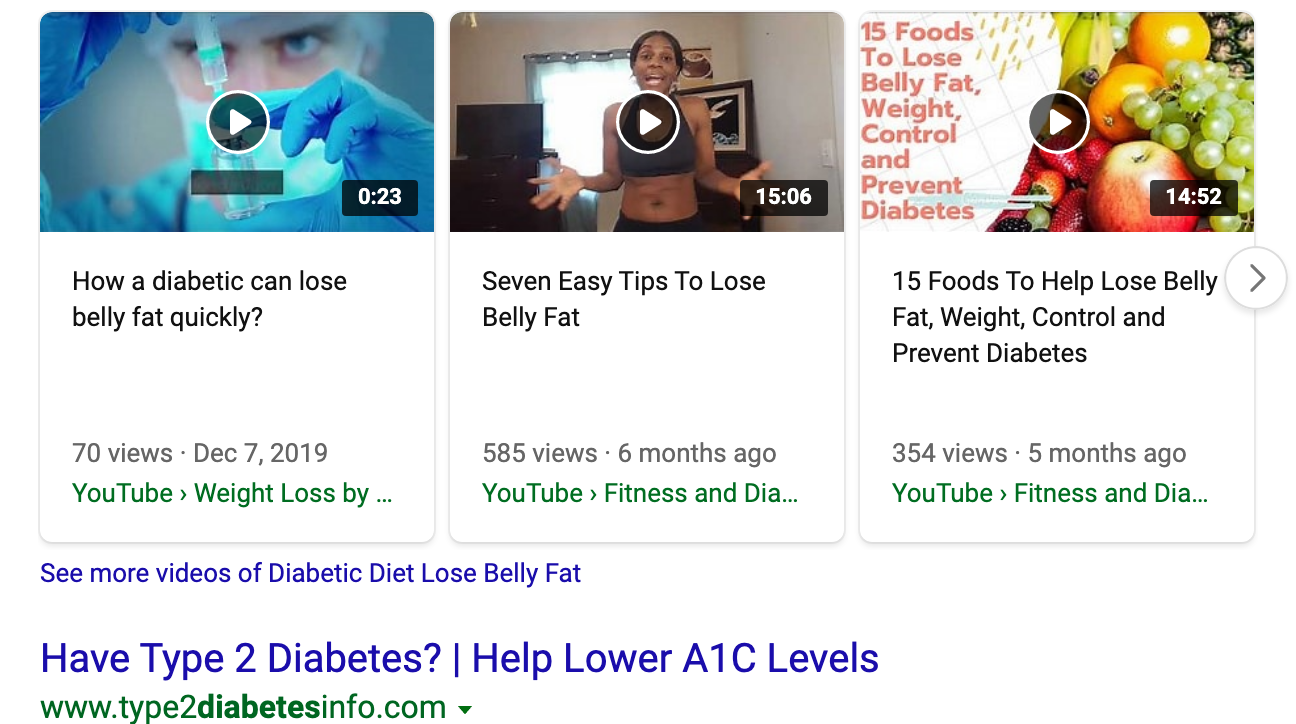 0:23
15:06
15 Foods
To Lose
Belly Fat,
Weight,
Control
and
Prevent
Diabetes
14:52
How a diabetic can lose
belly fat quickly?
70 views · Dec 7, 2019
YouTube › Weight Loss by ...
Seven Easy Tips To Lose
Belly Fat
585 views · 6 months ago
YouTube › Fitness and Dia...
15 Foods To Help Lose Belly
Fat, Weight, Control and
Prevent Diabetes
354 views · 5 months ago
YouTube › Fitness and Dia...
See more videos of Diabetic Diet Lose Belly Fat
Have Type 2 Diabetes? | Help Lower A1C Levels
www.type2diabetesinfo.com